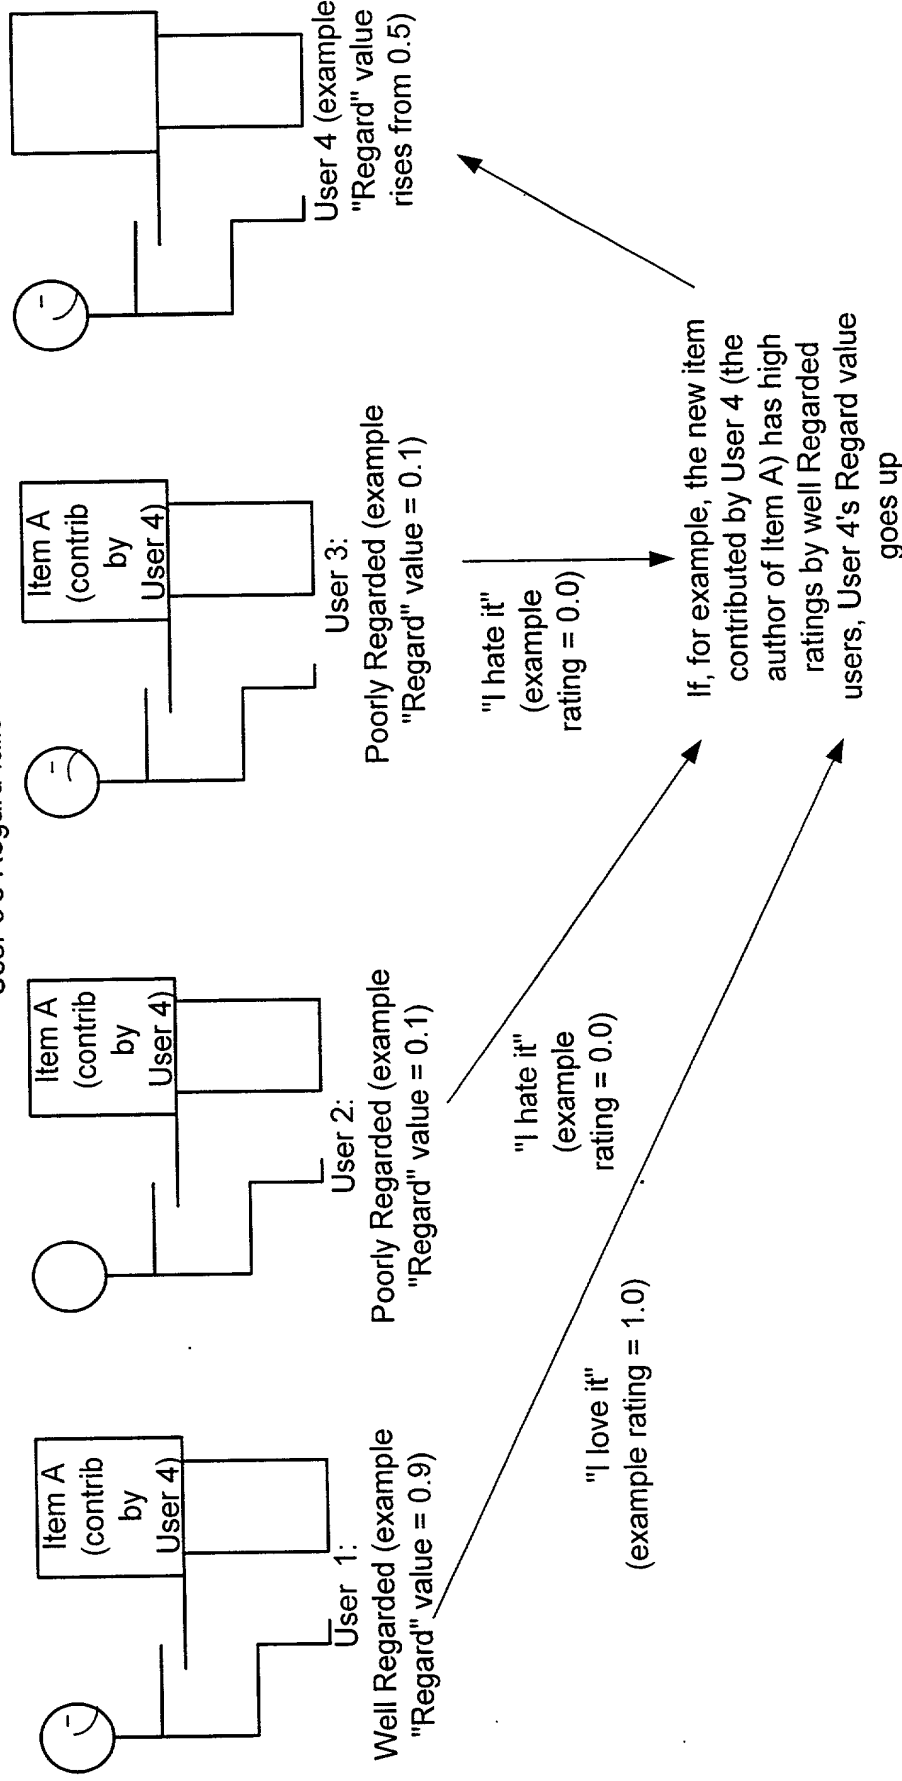 Item A
(contrib
by
User 4)
User 1:
Well Regarded (example
"Regard" value = 0.9)
Item A
(contrib
by
User 4)
User 2:
Poorly Regarded (example
"Regard" value = 0.1)
Item A
(contrib
by
User 4)
User 3:
Poorly Regarded (example
"Regard" value = 0.1)
User 4 (example
"Regard" value
rises from 0.5)
"I love it"
(example rating = 1.0)
"I hate it"
(example
rating = 0.0)
"I hate it"
(example
rating = 0.0)
If, for example, the new item
contributed by User 4 (the
author of Item A) has high
ratings by well Regarded
users, User 4's Regard value
goes up